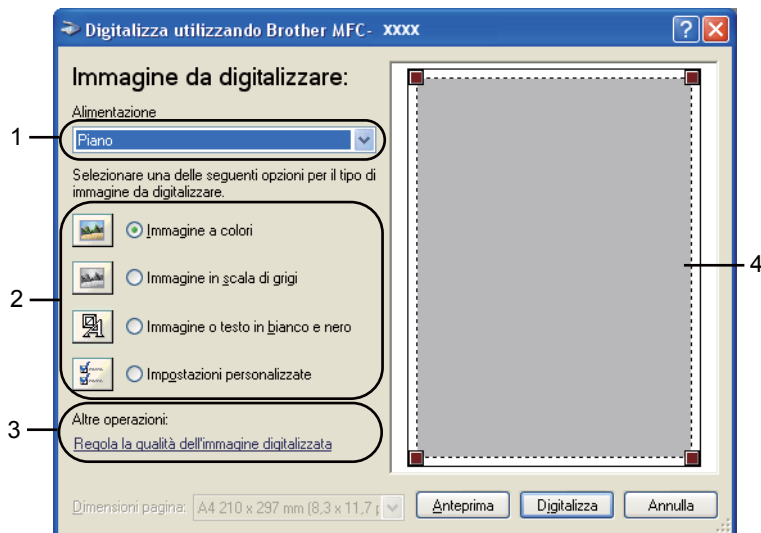 Digitalizza utilizzando Brother MFC- XXXX
Immagine da digitalizzare:
Alimentazione
1
Piano
Selezionare una delle seguenti opzioni per il tipo di
immagine da digitalizzare.
Immagine a colori
Immagine in scala di grigi
2
Immagine o testo in bianco e nero
Impostazioni personalizzate
4
Altre operazioni:
3
Regola la qualità dell'immagine digitalizzata
Dimensioni pagina: A4 210 x 297 mm (8,3 x 11,7
Anteprima
Digitalizza
Annulla